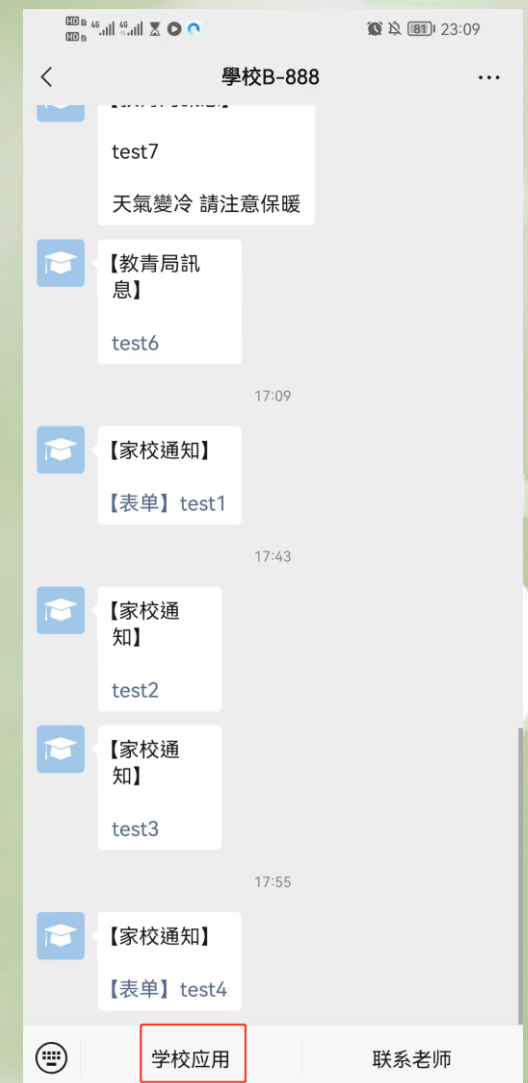 HD 46 46 81 23:09
學校B-888
test7
天氣變冷 請注意保暖
【教青局訊
息】
test6
17:09
【家校通知】
【表单】test1
17:43
【家校通
知】
test2
【家校通
知】
test3
17:55
【家校通知】
【表单】test4
学校应用
联系老师